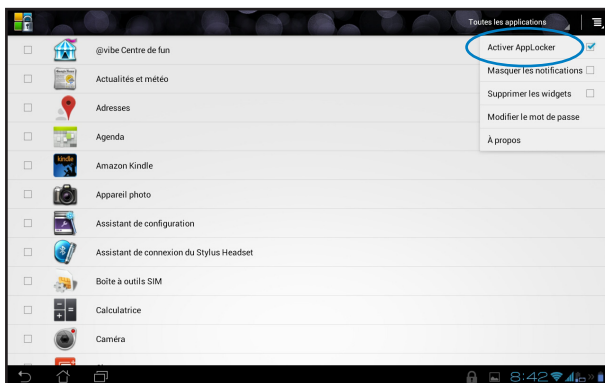 Toutes les applications
Activer AppLocker
Masquer les notifications
Supprimer les widgets
Modifier le mot de passe
À propos
@vibe Centre de fun
Actualités et météo
Adresses
Agenda
kindle
Amazon Kindle
Appareil photo
Assistant de configuration
Assistant de connexion du Stylus Headset
Boîte à outils SIM
Calculatrice
Caméra
8:42